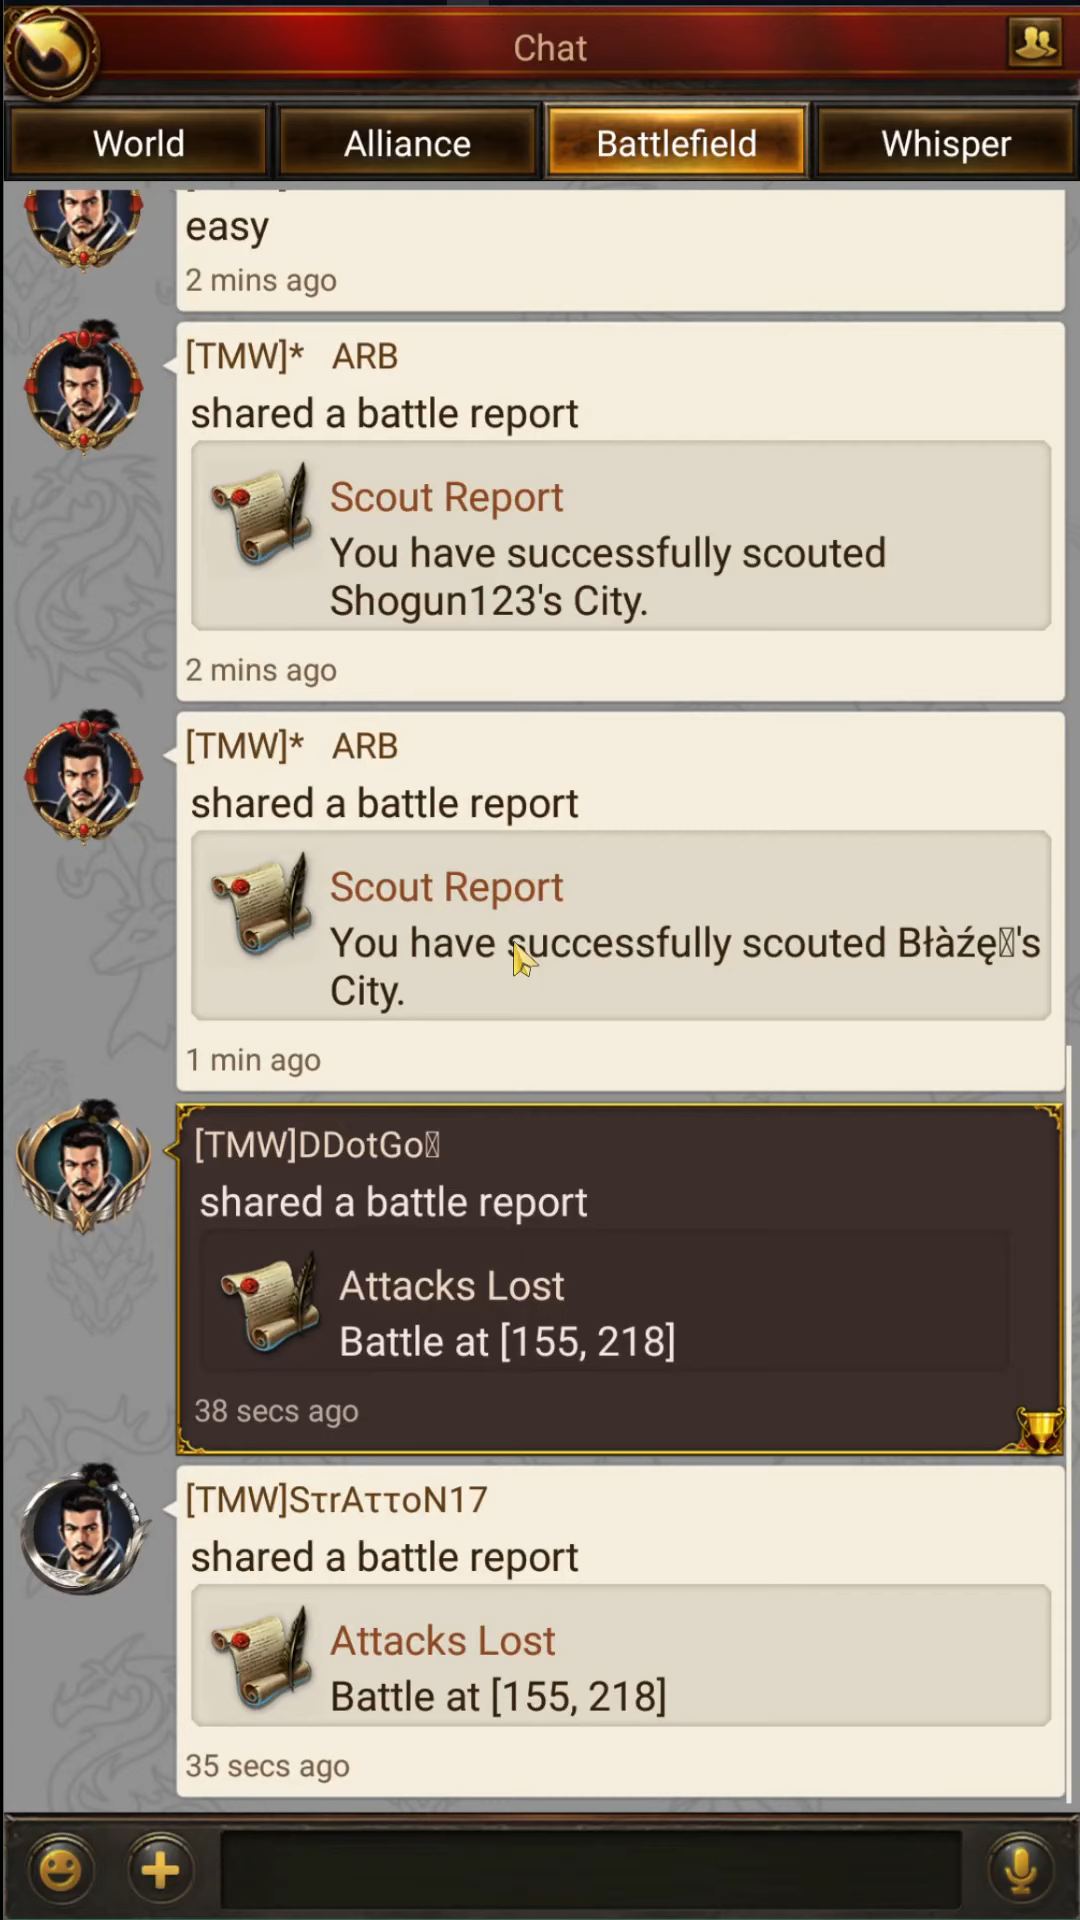 Chat
World Alliance Battlefield Whisper
easy
2 mins ago
[TMW]* ARB
shared a battle report
Scout Report
You have successfully scouted
Shogun123's City.
2 mins ago
[TMW]* ARB
shared a battle report
Scout Report
You have successfully scouted Błàźę's
City.
1 min ago
[TMW]DDotGo
shared a battle report
Attacks Lost
Battle at [155, 218]
38 secs ago
[TMW]SτrAττoN17
shared a battle report
Attacks Lost
Battle at [155, 218]
35 secs ago